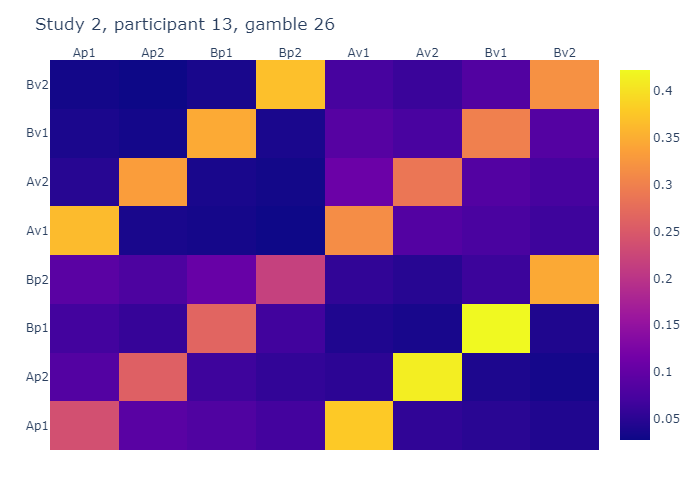 Study 2, participant 13, gamble 26
Ap1 Ap2 Bp1 Bp2 Av1 Av2 Bv1 Bv2
Bv2
Bv1
Av2
Av1
Bp2
Bp1
Ap2
Ap1
0.4
0.35
0.3
0.25
0.2
0.15
0.1
0.05